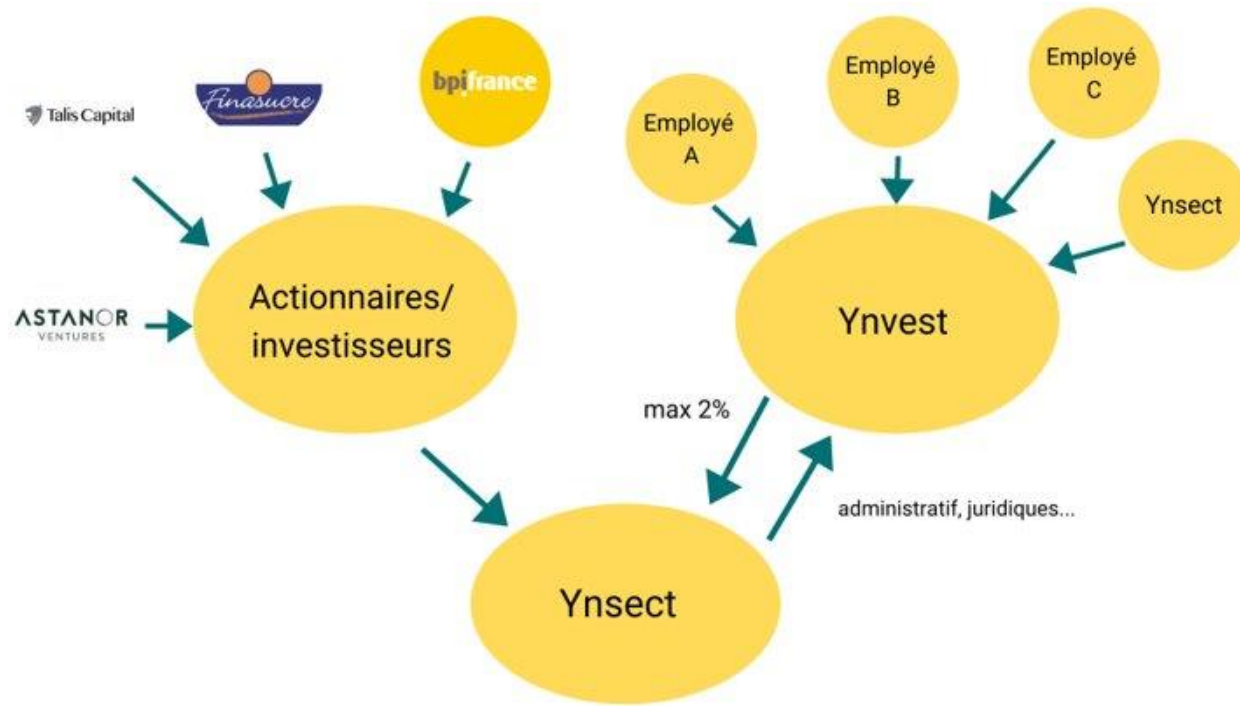 Talis Capital
Finasucre
bpifrance
ASTANOR
VENTURES
Actionnaires/
investisseurs
Employé
A
Employé
B
Employé
C
Ynsect
Ynvest
max 2%
administratif, juridiques...
Ynsect